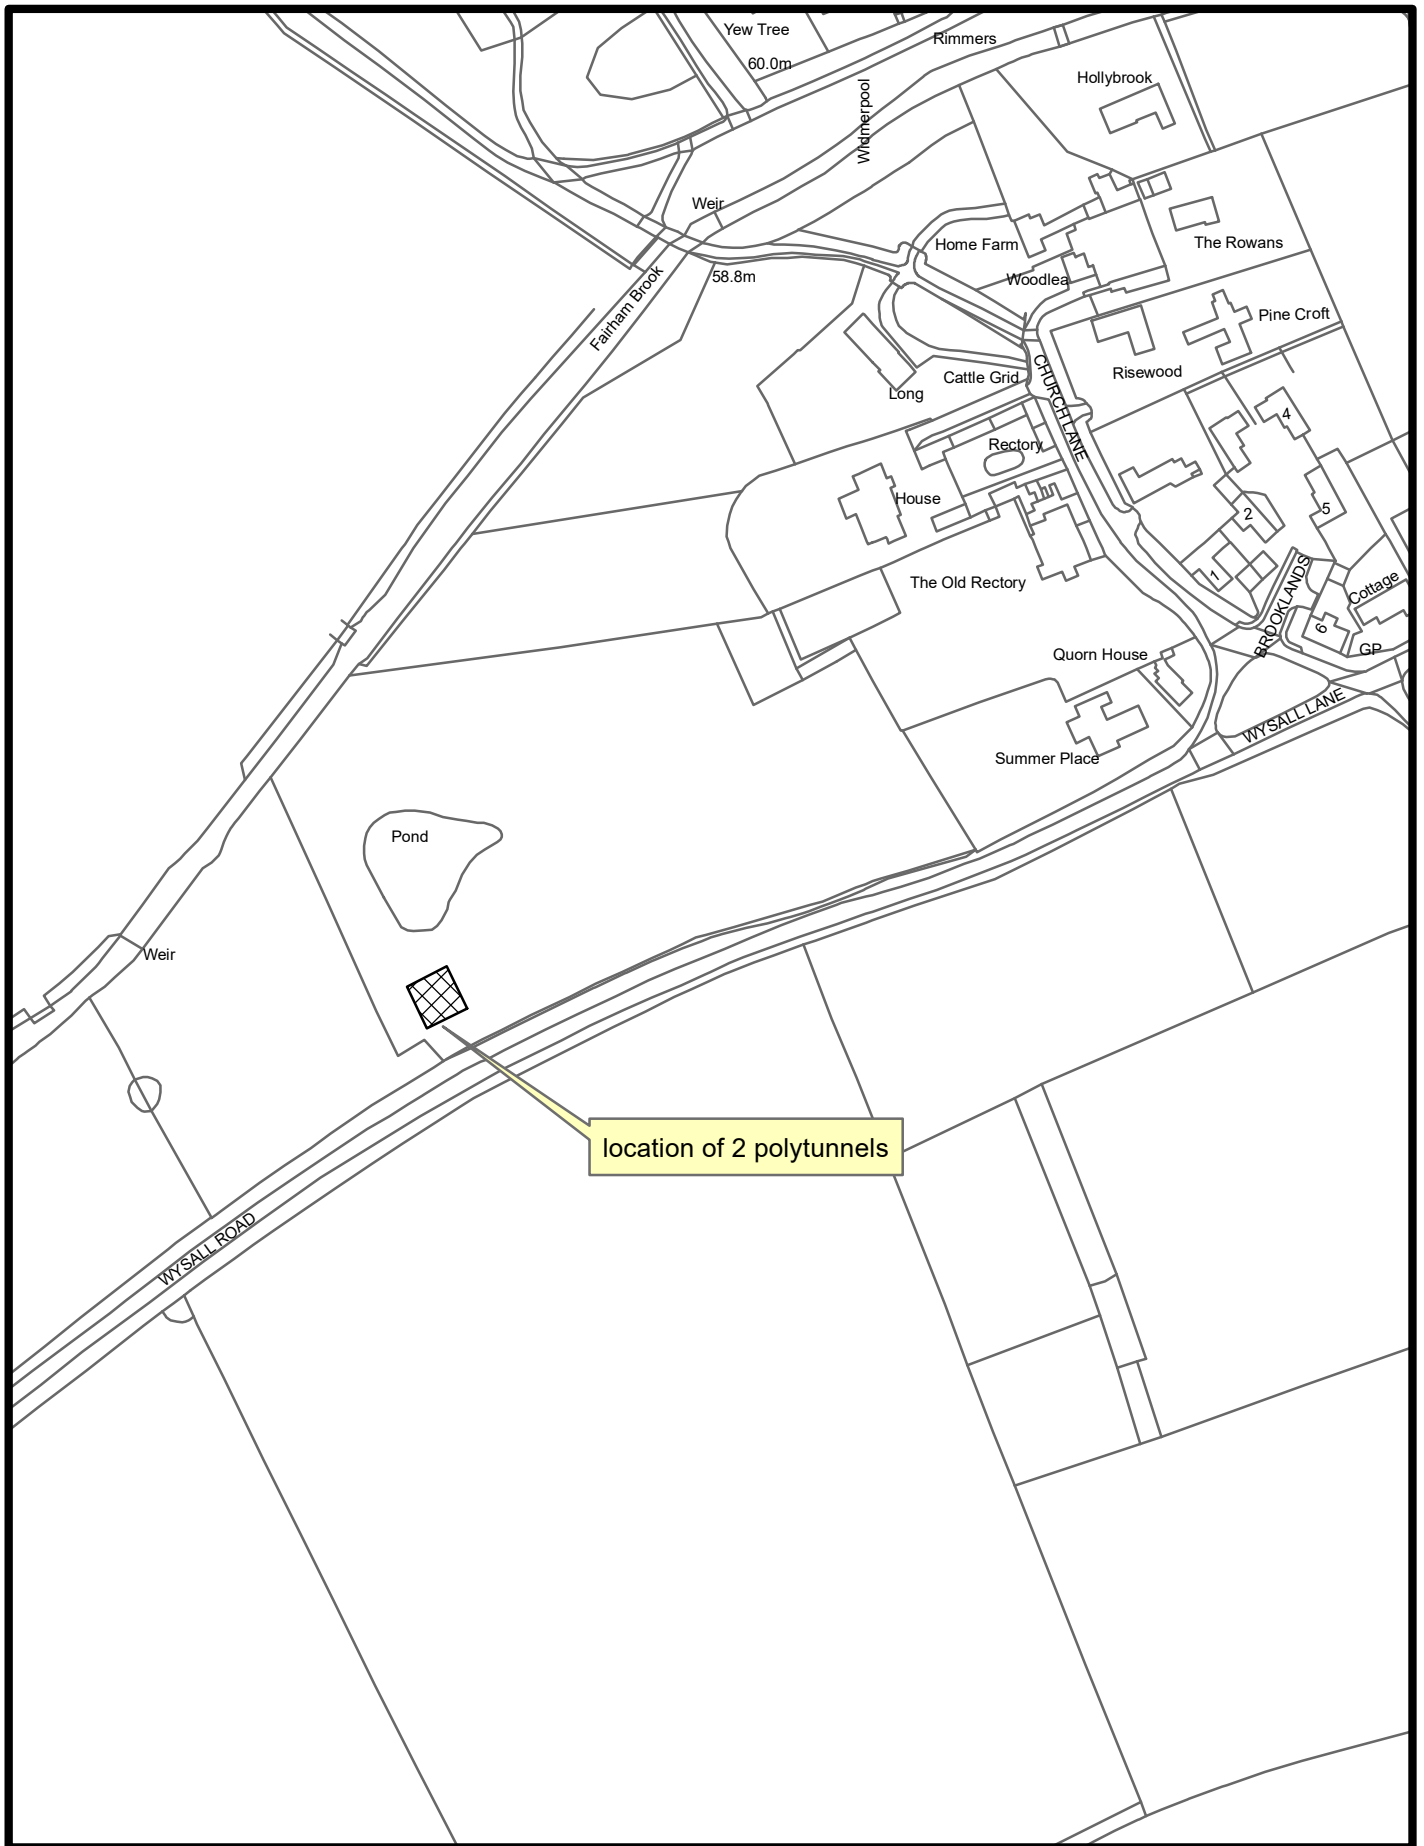 Yew Tree
Rimmers
60.0m
Hollybrook
Widmerpool
Weir
Home Farm
The Rowans
58.8m
Woodlea
Fairham Brook
Pine Croft
Risewood
Cattle Grid
Long
CHURCH LANE
4
Rectory
House
2
5
1
The Old Rectory
Cottage
BROOKLANDS
6
GP
Quorn House
WYSALL LANE
Summer Place
Pond
Weir
location of 2 polytunnels
WYSALL ROAD